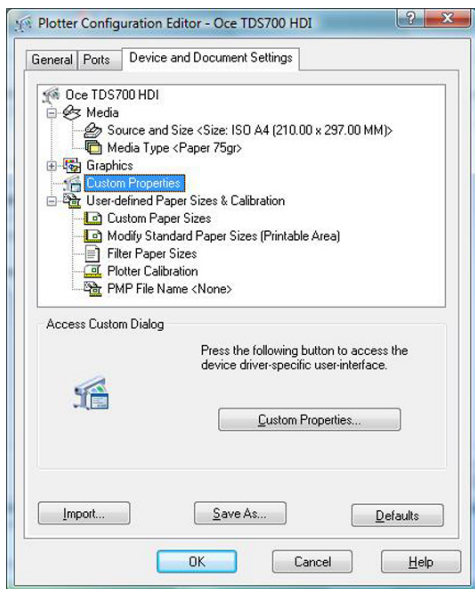 Plotter Configuration Editor - Oce TDS700 HDI
General Ports Device and Document Settings
Oce TDS700 HDI
Media
Source and Size <Size: ISO A4 (210.00 x 297.00 MM)>
Media Type <Paper 75gr>
Graphics
Custom Properties
User-defined Paper Sizes & Calibration
Custom Paper Sizes
Modify Standard Paper Sizes (Printable Area)
Filter Paper Sizes
Plotter Calibration
PMP File Name <None>
Access Custom Dialog
Press the following button to access the
device driver-specific user-interface.
Custom Properties...
Import... Save As... Defaults
OK Cancel Help